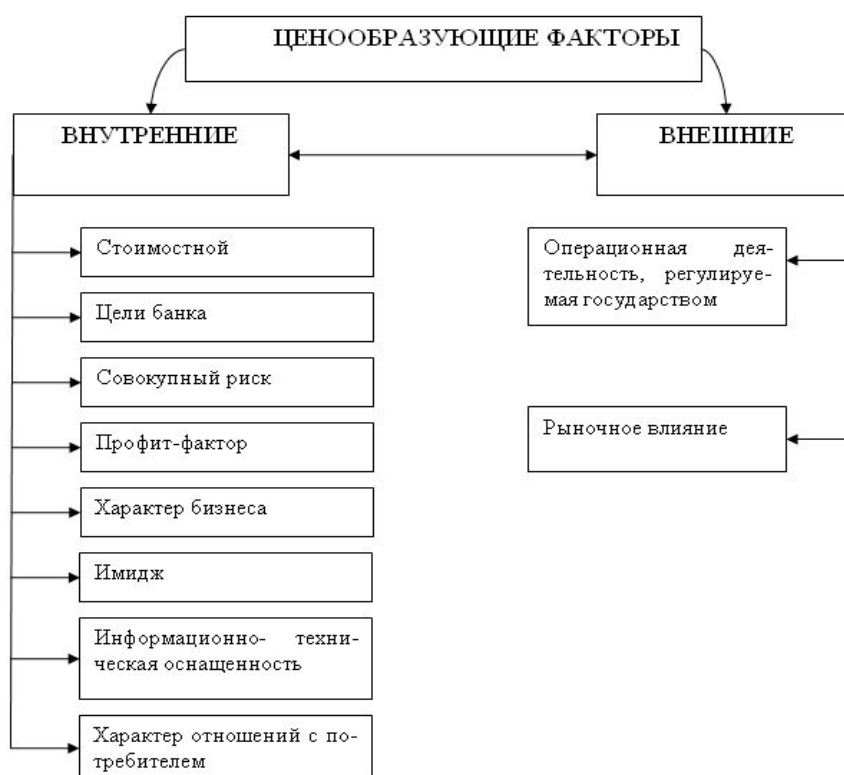 ЦЕНООБРАЗУЮЩИЕ ФАКТОРЫ
ВНУТРЕННИЕ
ВНЕШНИЕ
Стоимостной
Цели банка
Совокупный риск
Профит-фактор
Характер бизнеса
Имидж
Информационно- техни-
ческая оснащенность
Характер отношений с по-
требителем
Операционная дея-
тельность, регулируе-
мая государством
Рыночное влияние